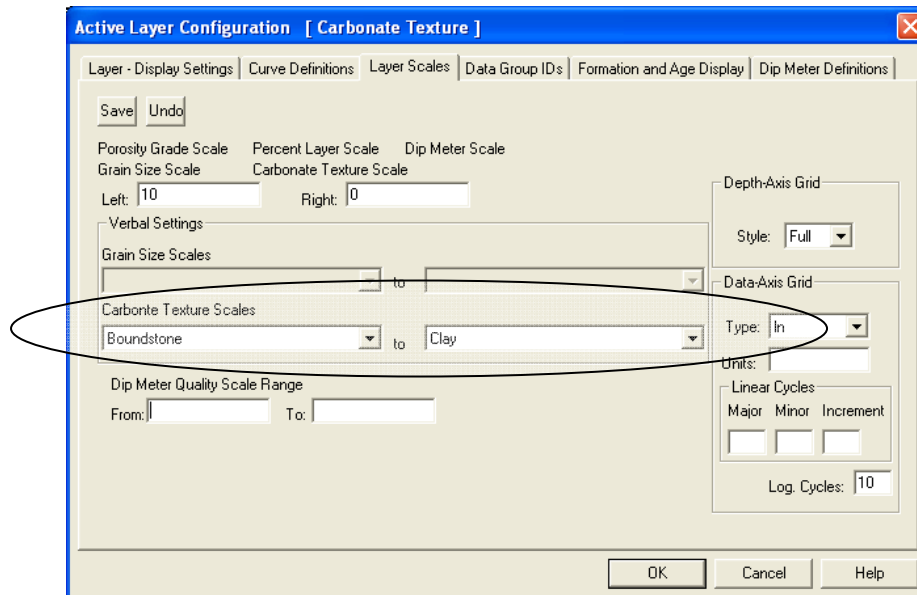 Active Layer Configuration [ Carbonate Texture ]
Layer - Display Settings Curve Definitions Layer Scales Data Group IDs Formation and Age Display Dip Meter Definitions
Save Undo
Porosity Grade Scale Percent Layer Scale Dip Meter Scale
Grain Size Scale Carbonate Texture Scale
Left: 10 Right: 0
Verbal Settings
Grain Size Scales
to
Carbonte Texture Scales
Boundstone to Clay
Dip Meter Quality Scale Range
From: To:
Depth-Axis Grid
Style: Full
Data-Axis Grid
Type: In
Units:
Linear Cycles
Major Minor Increment
Log. Cycles: 10
OK Cancel Help